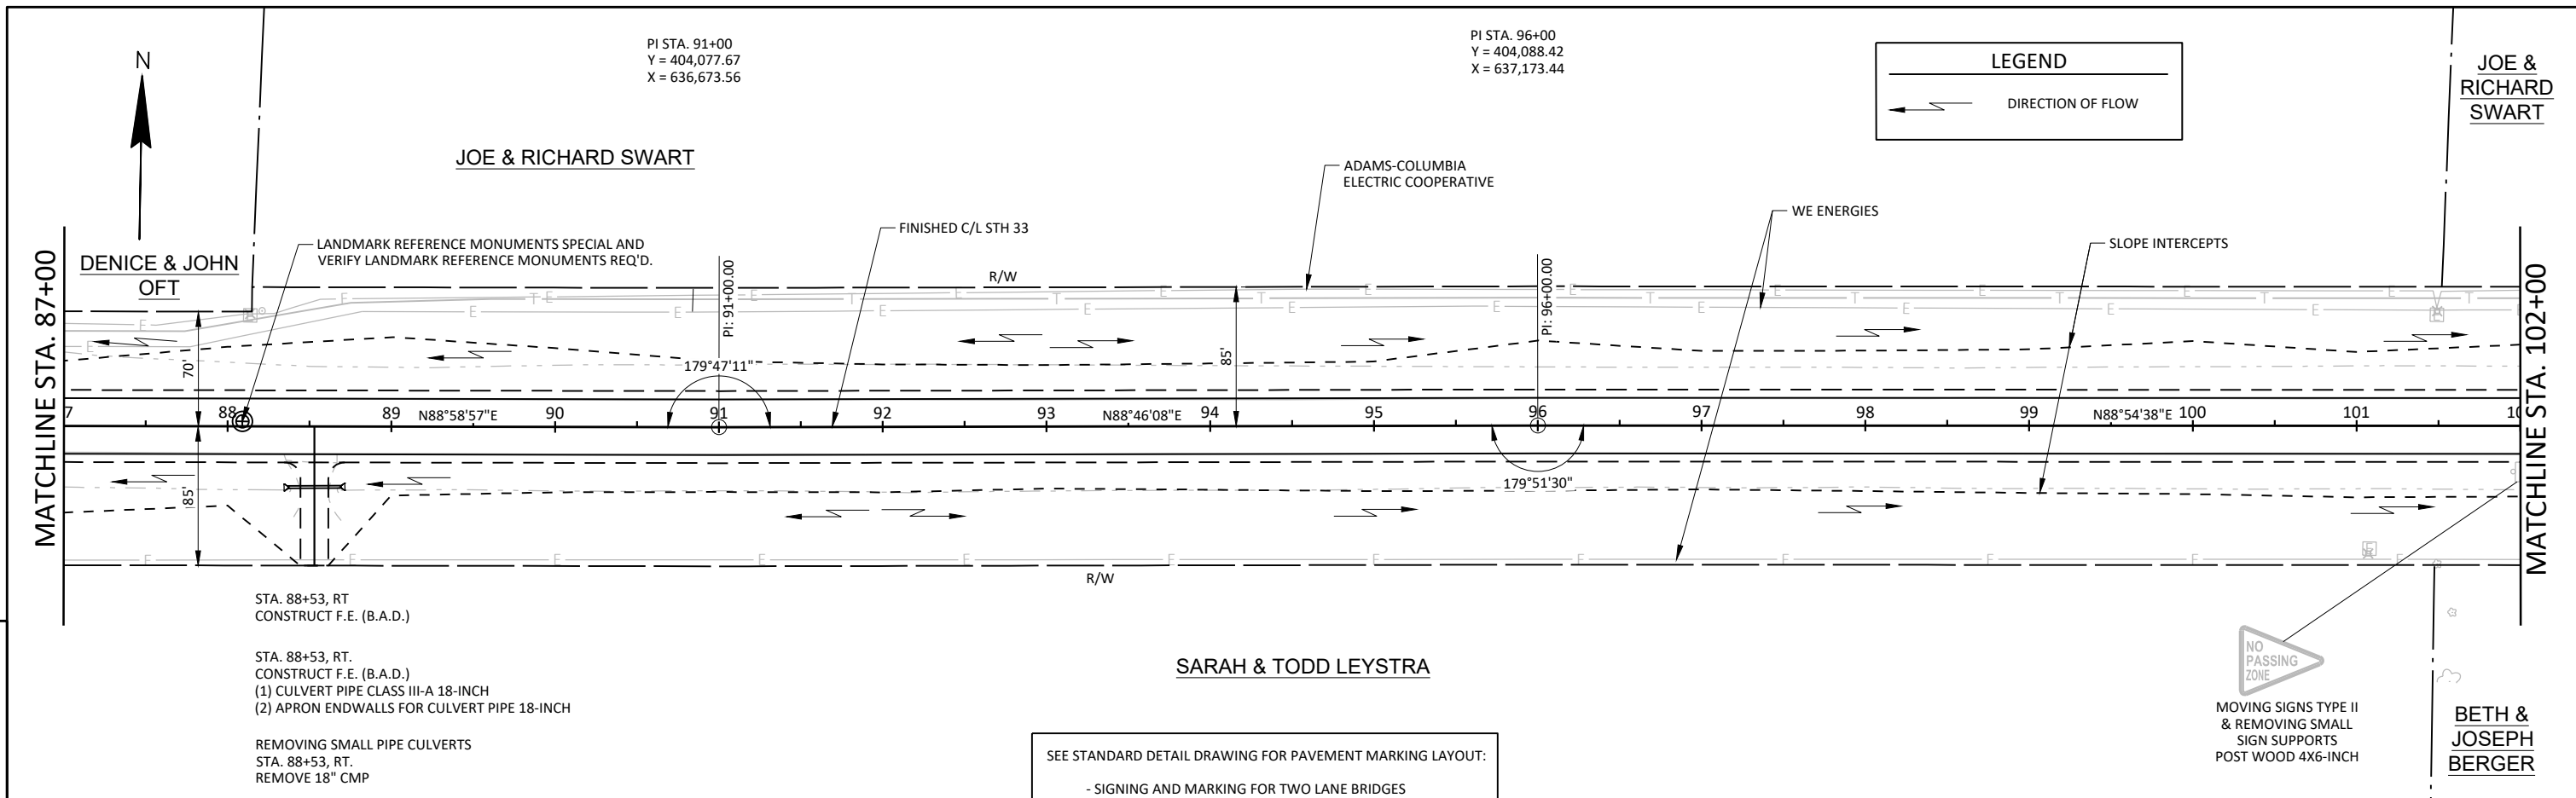 PI STA. 91+00
Y = 404,077.67
X = 636,673.56
PI STA. 96+00
Y = 404,088.42
X = 637,173.44
LEGEND
DIRECTION OF FLOW
JOE &
RICHARD
SWART
N
JOE & RICHARD SWART
ADAMS-COLUMBIA
ELECTRIC COOPERATIVE
WE ENERGIES
FINISHED C/L STH 33
SLOPE INTERCEPTS
LANDMARK REFERENCE MONUMENTS SPECIAL AND
VERIFY LANDMARK REFERENCE MONUMENTS REQ'D.
DENICE & JOHN
OFT
MATCHLINE STA. 87+00
MATCHLINE STA. 102+00
R/W
PI: 91+00.00
PI: 96+00.00
E E T E E T E E T E E T E E T E E T E E T E E T E E T E
E E E E E E E E E E E E
70'
85'
179°47'11"
7 88 89 N88°58'57"E 90 91 92 93 N88°46'08"E 94 95 96 97 98 99 N88°54'38"E 100 101 10
85'
179°51'30"
E E E E E E E E E E E E
R/W
STA. 88+53, RT
CONSTRUCT F.E. (B.A.D.)
STA. 88+53, RT.
CONSTRUCT F.E. (B.A.D.)
(1) CULVERT PIPE CLASS III-A 18-INCH
(2) APRON ENDWALLS FOR CULVERT PIPE 18-INCH
REMOVING SMALL PIPE CULVERTS
STA. 88+53, RT.
REMOVE 18" CMP
SARAH & TODD LEYSTRA
SEE STANDARD DETAIL DRAWING FOR PAVEMENT MARKING LAYOUT:
- SIGNING AND MARKING FOR TWO LANE BRIDGES
NO
PASSING
ZONE
MOVING SIGNS TYPE II
& REMOVING SMALL
SIGN SUPPORTS
POST WOOD 4X6-INCH
BETH &
JOSEPH
BERGER